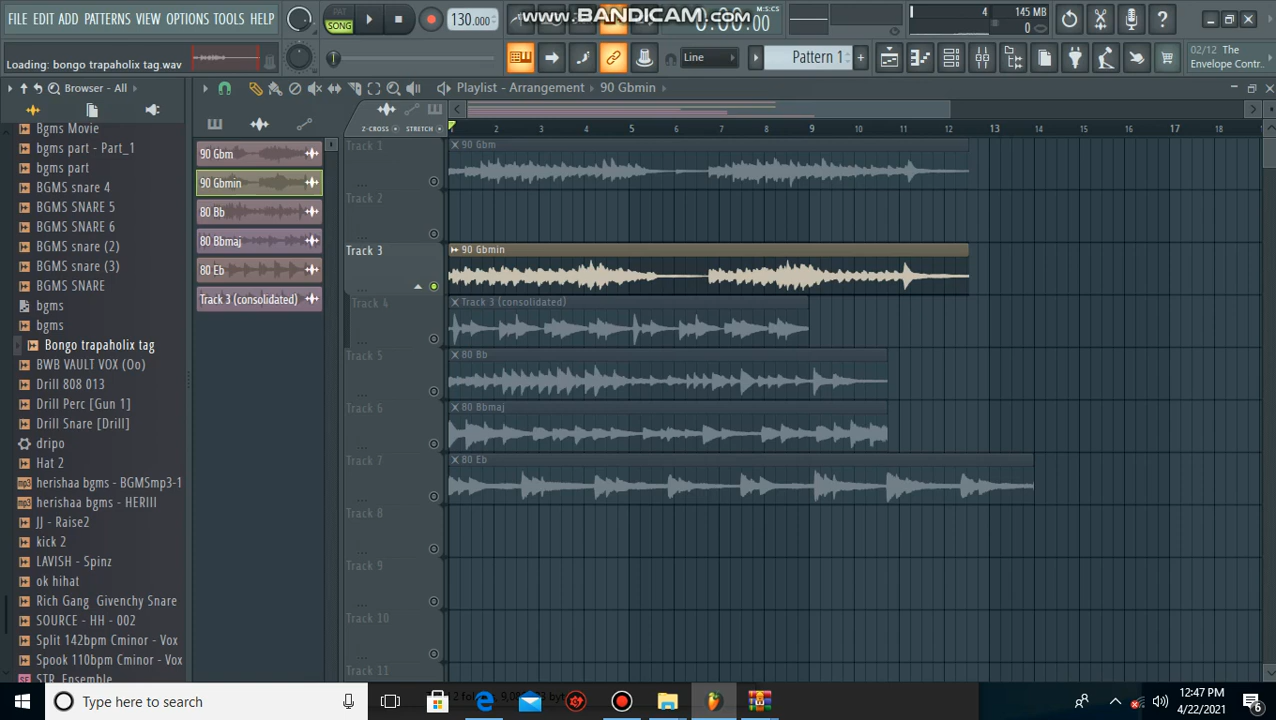 FILE EDIT ADD PATTERNS VIEW OPTIONS TOOLS HELP
PAT
SONG
130.000
www.BANDICAM.com
0:00:00
M:S:CS
4
145 MB
0
Loading: bongo trapaholix tag.wav
Line
Pattern 1
02/12 The
Envelope Contr..
Browser - All
Playlist - Arrangement
90 Gbmin
Bgms Movie
bgms part - Part_1
bgms part
BGMS snare 4
BGMS SNARE 5
BGMS SNARE 6
BGMS snare (2)
BGMS snare (3)
BGMS SNARE
bgms
bgms
Bongo trapaholix tag
BWB VAULT VOX (Oo)
Drill 808 013
Drill Perc [Gun 1]
Drill Snare [Drill]
dripo
Hat 2
herishaa bgms - BGMSmp3-1
herishaa bgms - HERIII
JJ - Raise2
kick 2
LAVISH - Spinz
ok hihat
Rich Gang Givenchy Snare
SOURCE - HH - 002
Split 142bpm Cminor - Vox
Spook 110bpm Cminor - Vox
STR_Ensemble
90 Gbm
90 Gbmin
80 Bb
80 Bbmaj
80 Eb
Track 3 (consolidated)
Z-CROSS
STRETCH
1 2 3 4 5 6 7 8 9 10 11 12 13 14 15 16 17 18
Track 1
90 Gbm
Track 2
Track 3
90 Gbmin
Track 4
Track 3 (consolidated)
Track 5
80 Bb
Track 6
80 Bbmaj
Track 7
80 Eb
Track 8
Track 9
Track 10
Track 11
Type here to search
12:47 PM
4/22/2021
6